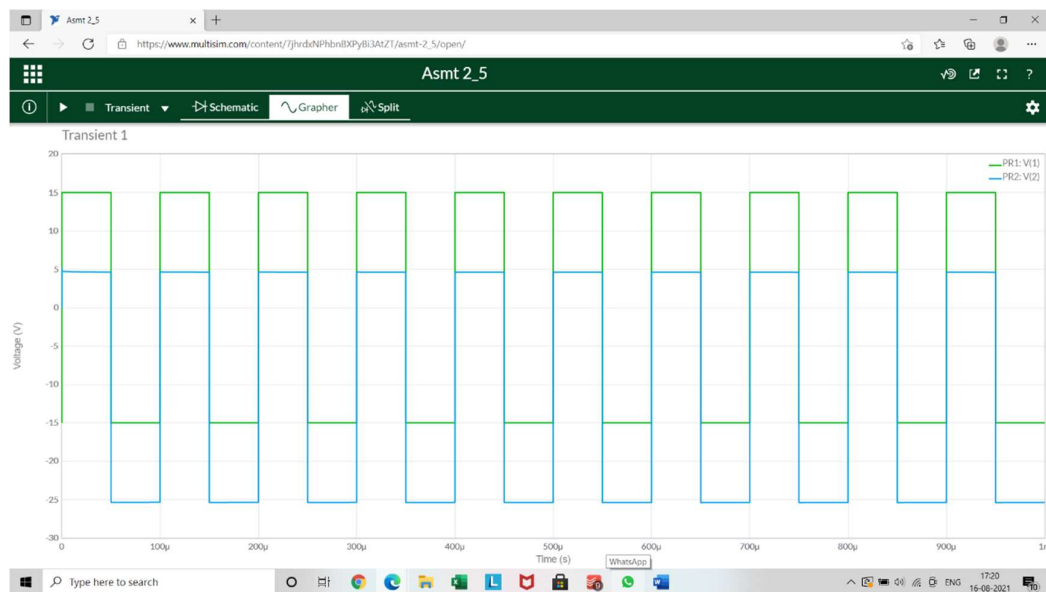 Asmt 2_5
https://www.multisim.com/content/7jhrdxNPhbnBXPyBi3AtZT/asmt-2_5/open/
Asmt 2_5
Transient Schematic Grapher Split
Transient 1
PR1: V(1)
PR2: V(2)
20
15
10
5
0
-5
-10
-15
-20
-25
-30
Voltage (V)
0 100µ 200µ 300µ 400µ 500µ 600µ 700µ 800µ 900µ 1
Time (s)
WhatsApp
Type here to search
ENG
17:20
16-08-2021